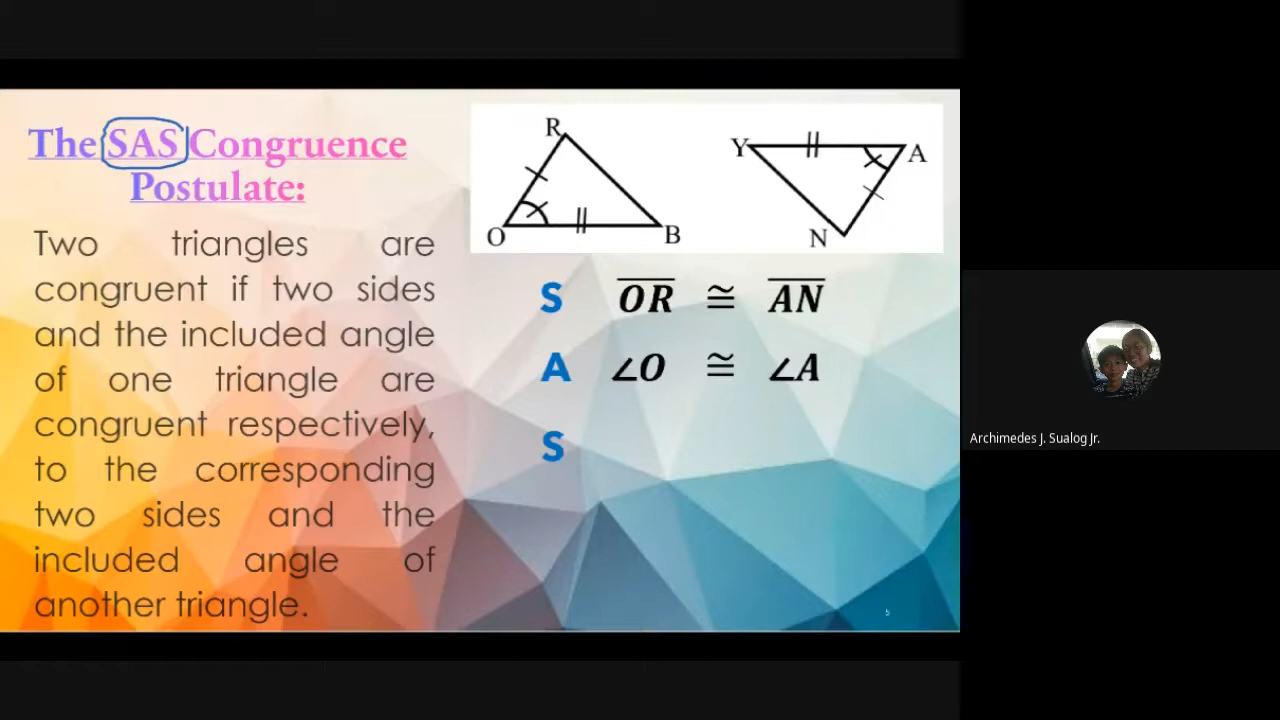 The SAS Congruence
Postulate:
Two triangles are
congruent if two sides
and the included angle
of one triangle are
congruent respectively,
to the corresponding
two sides and the
included angle of
another triangle.
R
O
B
Y
A
N
S OR ≅ AN
A ∠O ≅ ∠A
S
5
Archimedes J. Sualog Jr.